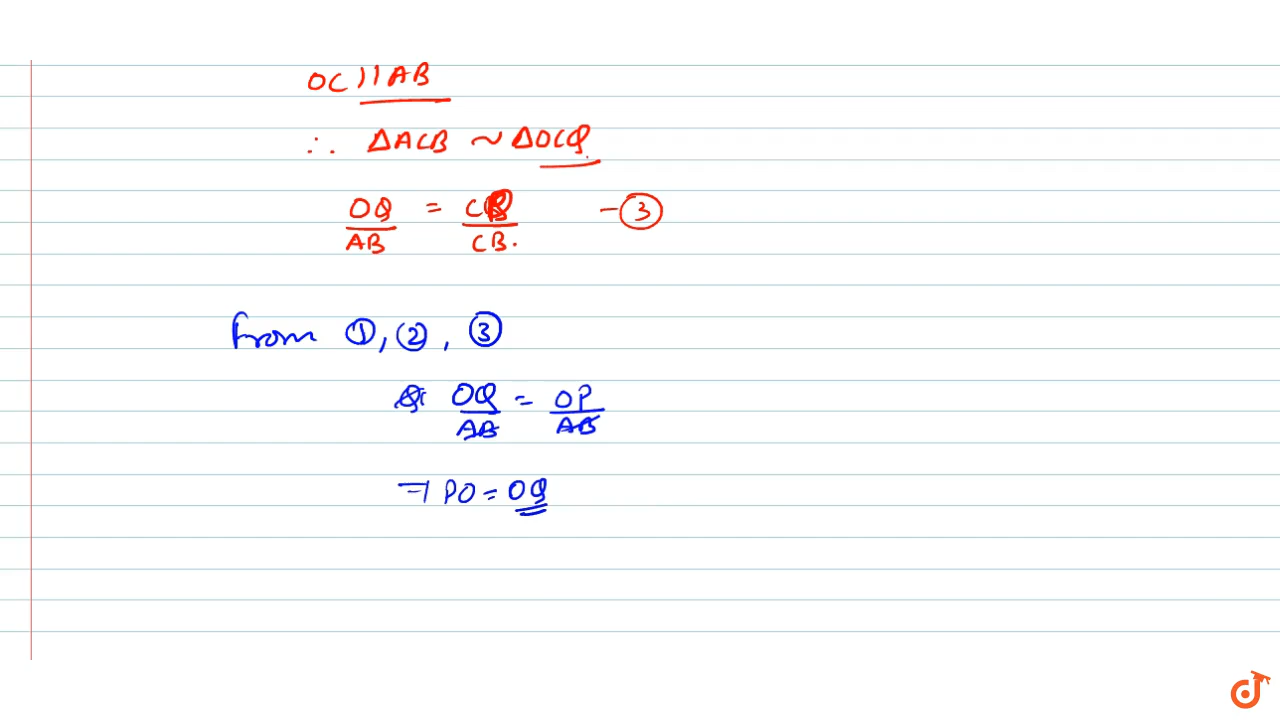 OC || AB
∴ ΔACB ~ ΔOCQ
OQ/AB = CQ/CB. - ③
From ①, ②, ③
OQ/AB = OP/AB
⇒ PO = OQ